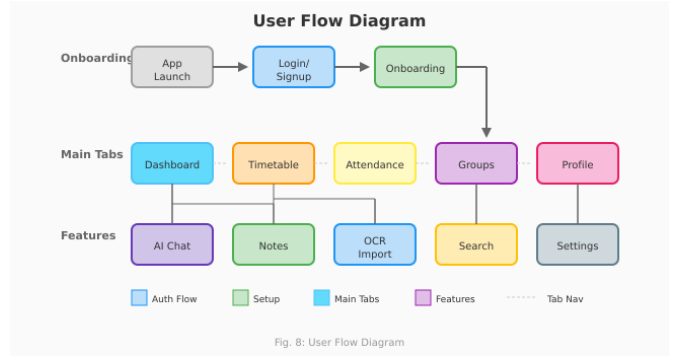 User Flow Diagram
Onboarding
App
Launch
Login/
Signup
Onboarding
Main Tabs
Dashboard
Timetable
Attendance
Groups
Profile
Features
AI Chat
Notes
OCR
Import
Search
Settings
Auth Flow
Setup
Main Tabs
Features
Tab Nav
Fig. 8: User Flow Diagram